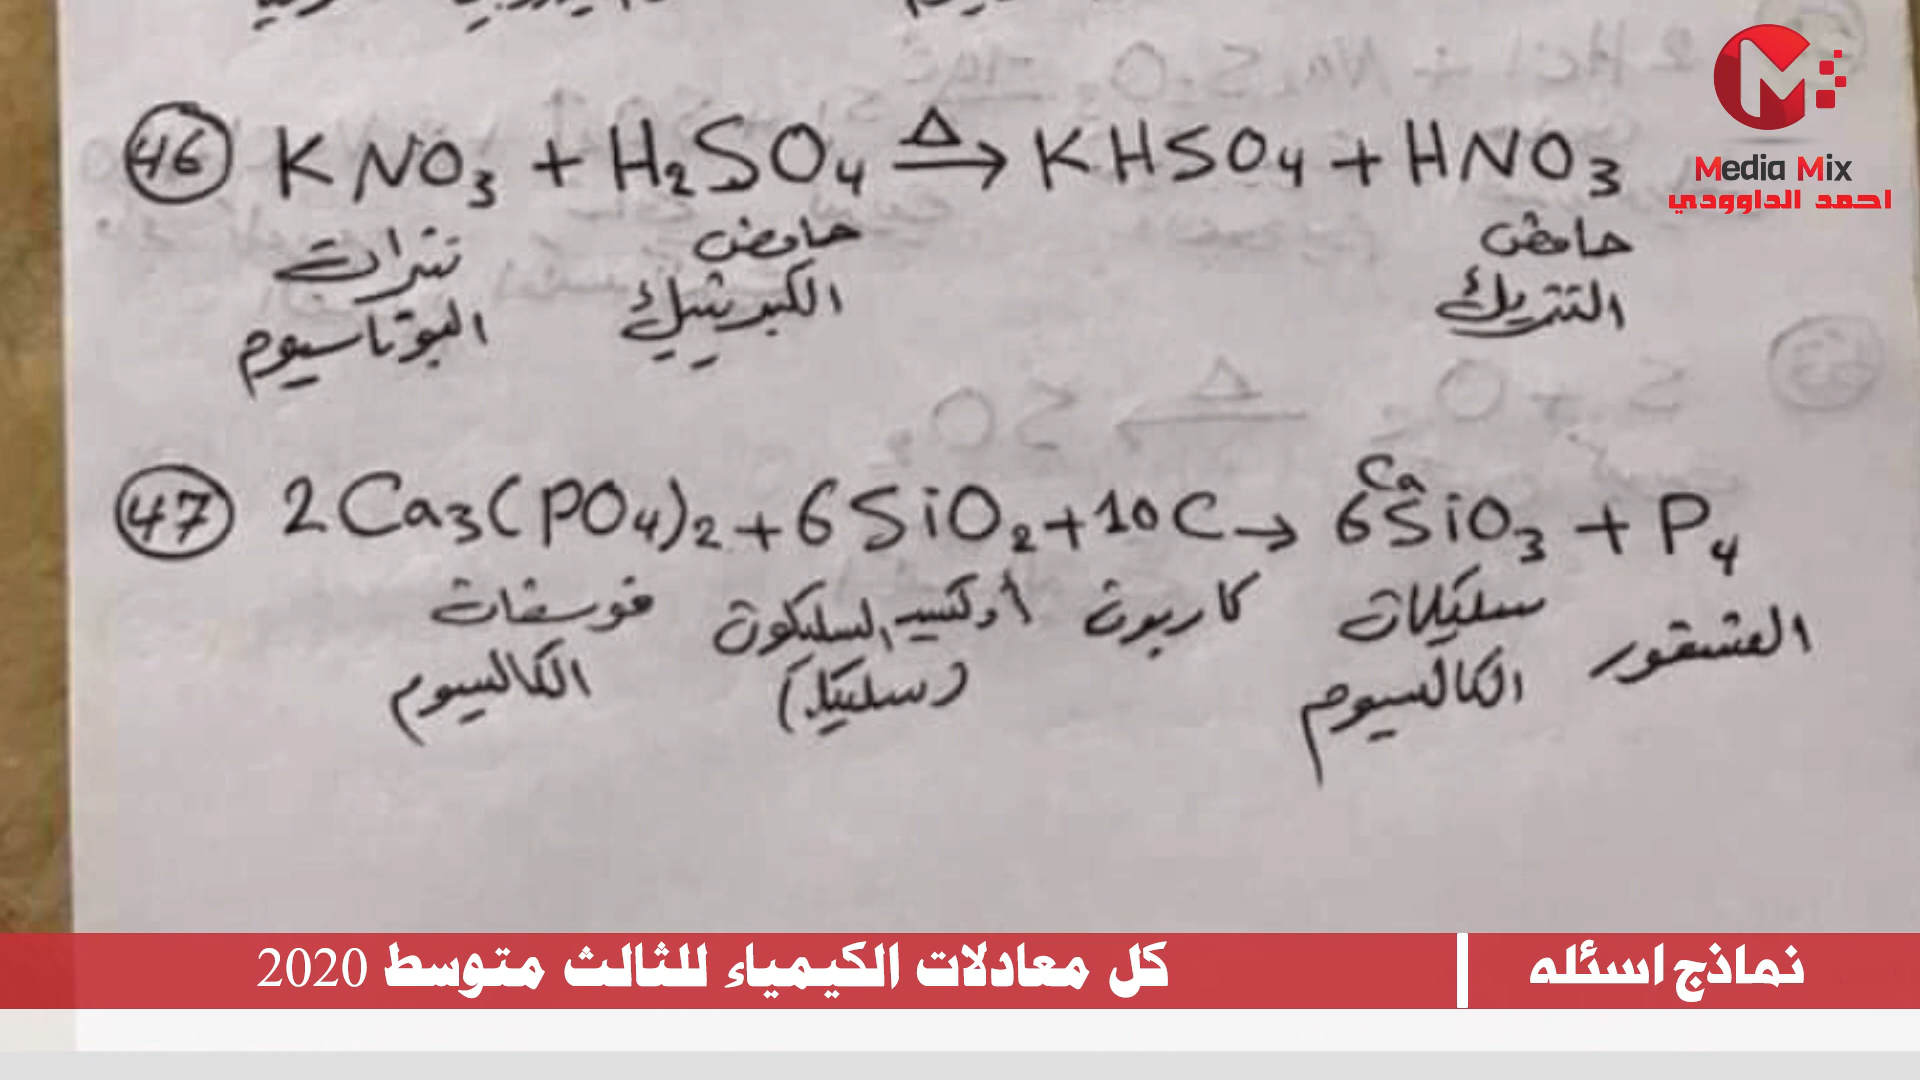 Media Mix
احمد الداوودي
46 KNO₃ + H₂SO₄ —Δ→ KHSO₄ + HNO₃
نترات البوتاسيوم
حامض الكبريتيك
حامض النتريك
47 2Ca₃(PO₄)₂ + 6SiO₂ + 10C → 6CaSiO₃ + P₄
فوسفات الكالسيوم
أوكسيد السليكون (سليكا)
كاربون
سليكات الكالسيوم
الفسفور
نماذج اسئله
كل معادلات الكيمياء للثالث متوسط 2020